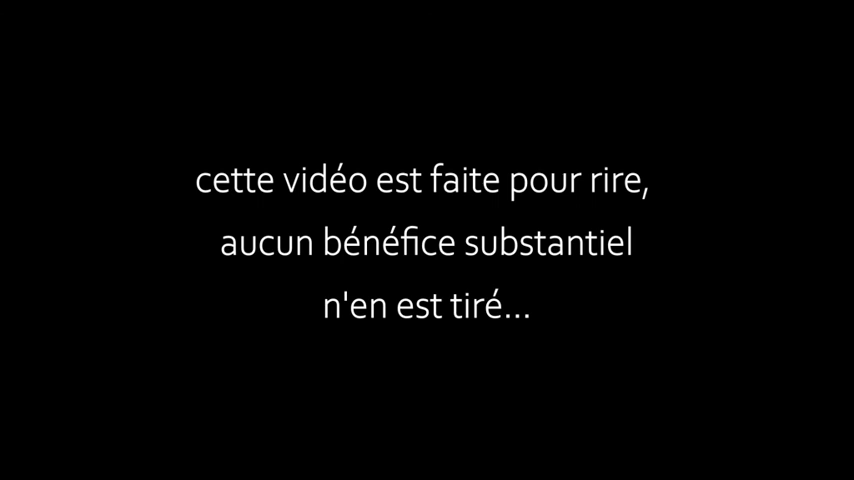 cette vidéo est faite pour rire,
aucun bénéfice substantiel
n'en est tiré...